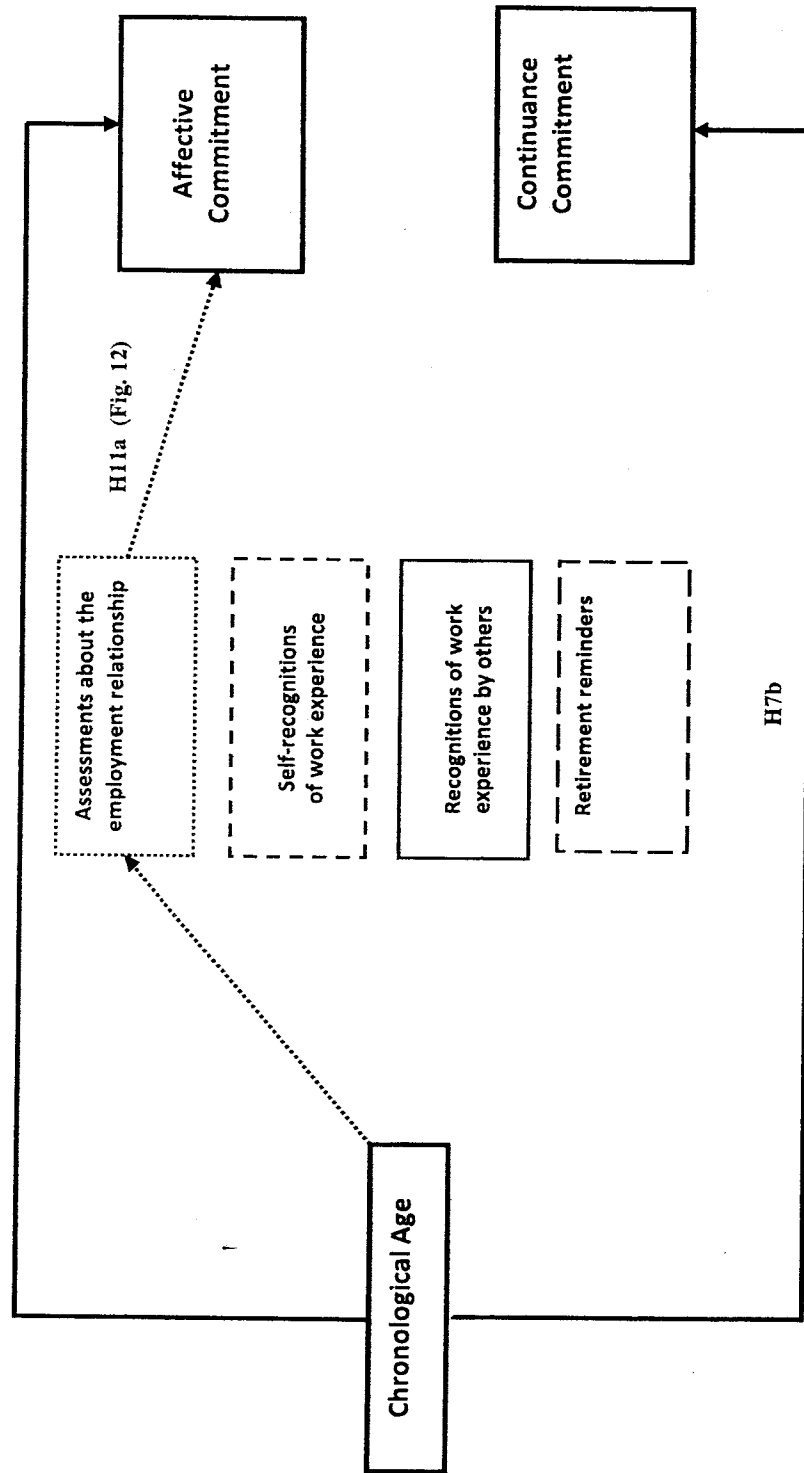 Chronological Age
Assessments about the
employment relationship
Self-recognitions
of work experience
Recognitions of work
experience by others
Retirement reminders
H11a (Fig. 12)
H7b
Affective
Commitment
Continuance
Commitment